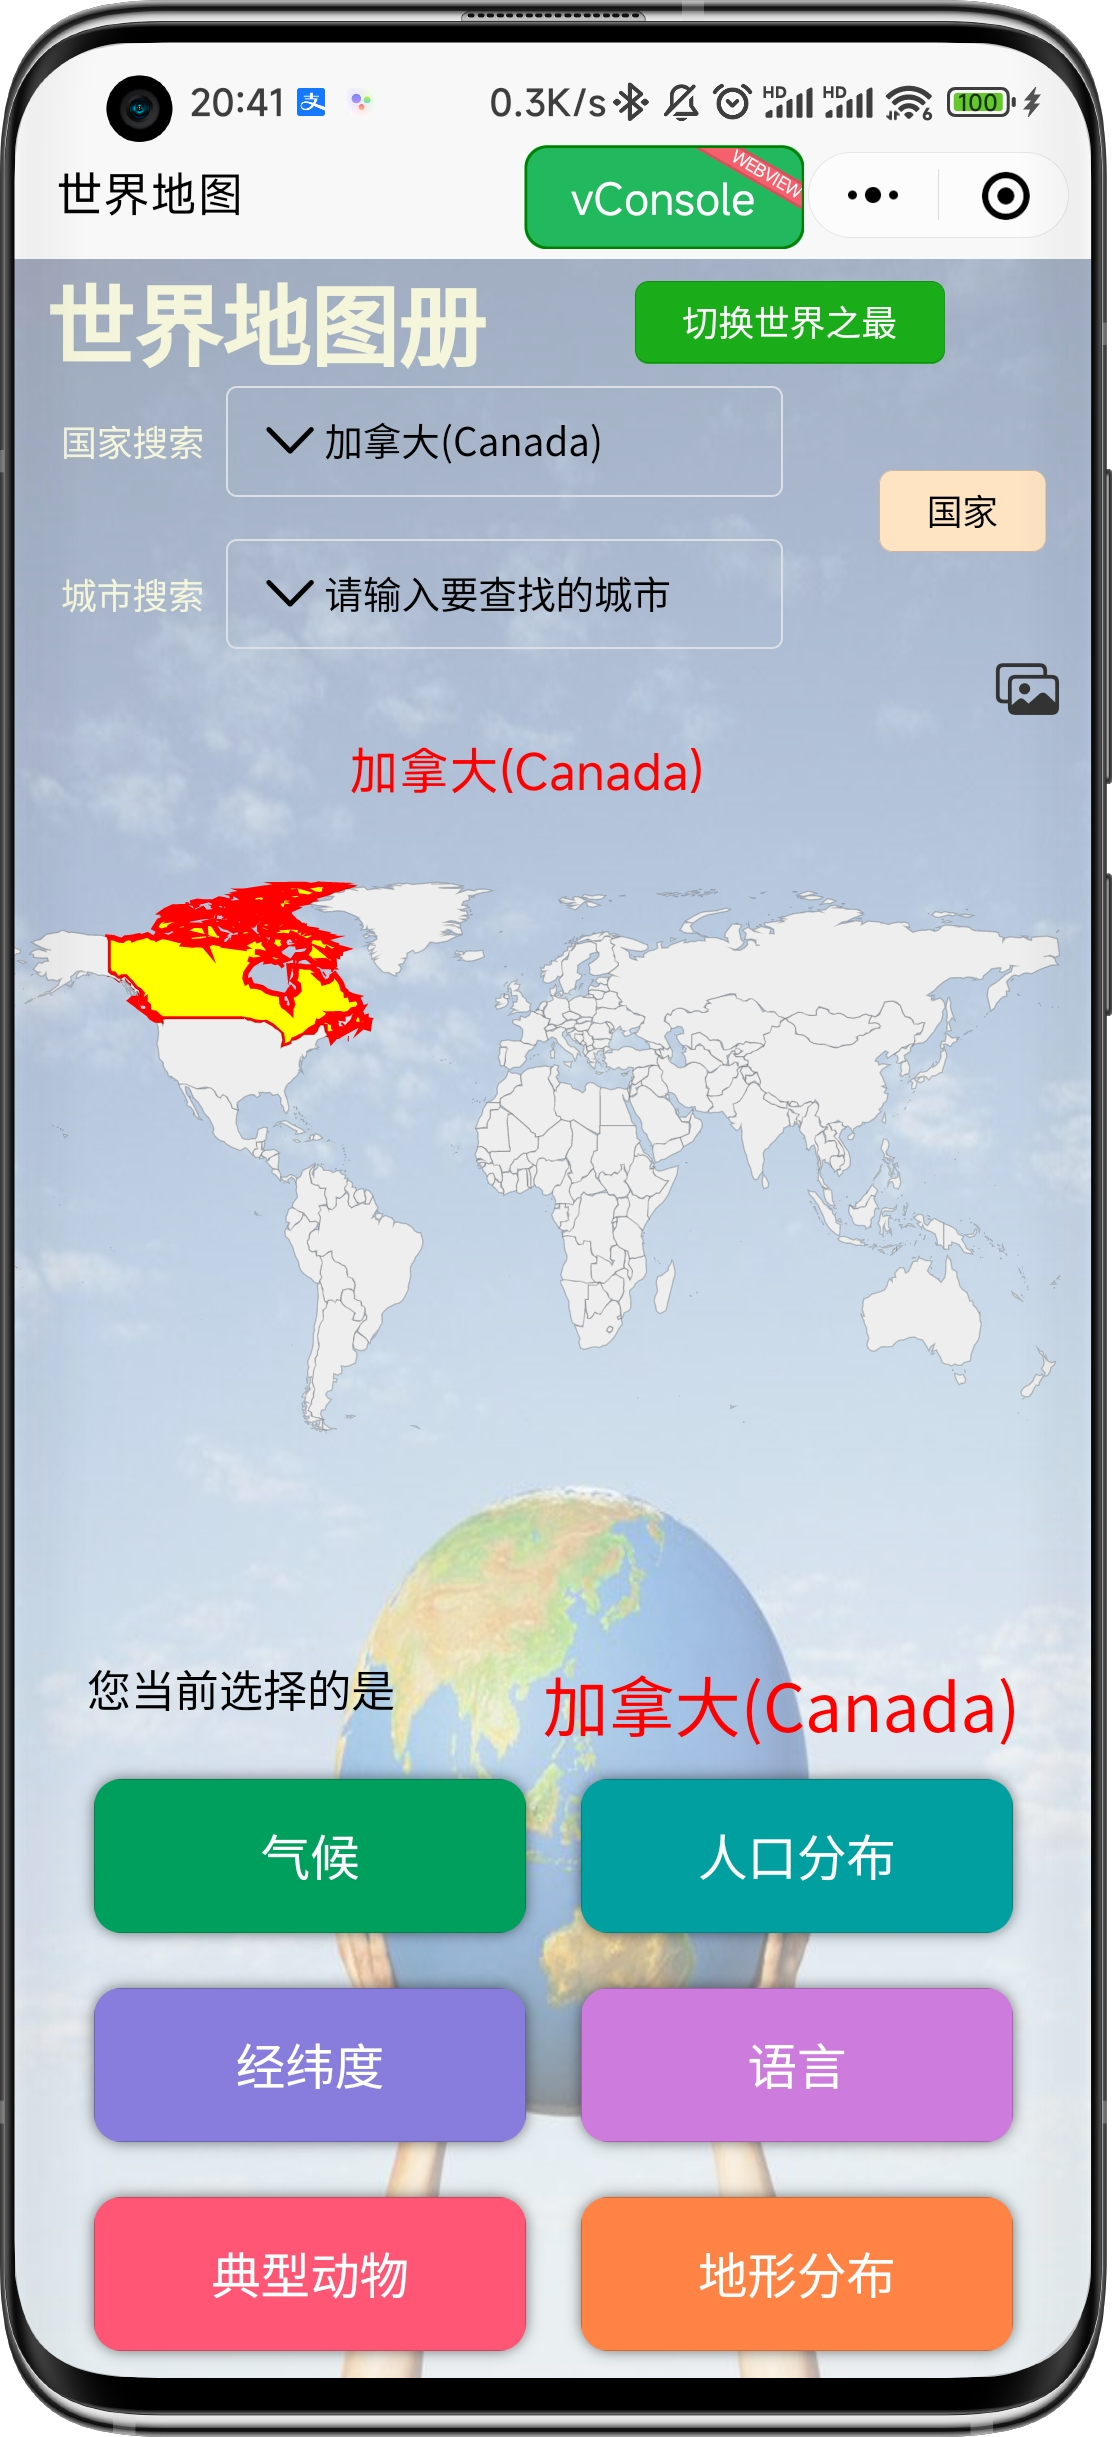 20:41 支 0.3K/s HD HD 6 100
世界地图
vConsole WEBVIEW
世界地图册
切换世界之最
国家搜索
加拿大(Canada)
国家
城市搜索
请输入要查找的城市
加拿大(Canada)
您当前选择的是
加拿大(Canada)
气候
人口分布
经纬度
语言
典型动物
地形分布